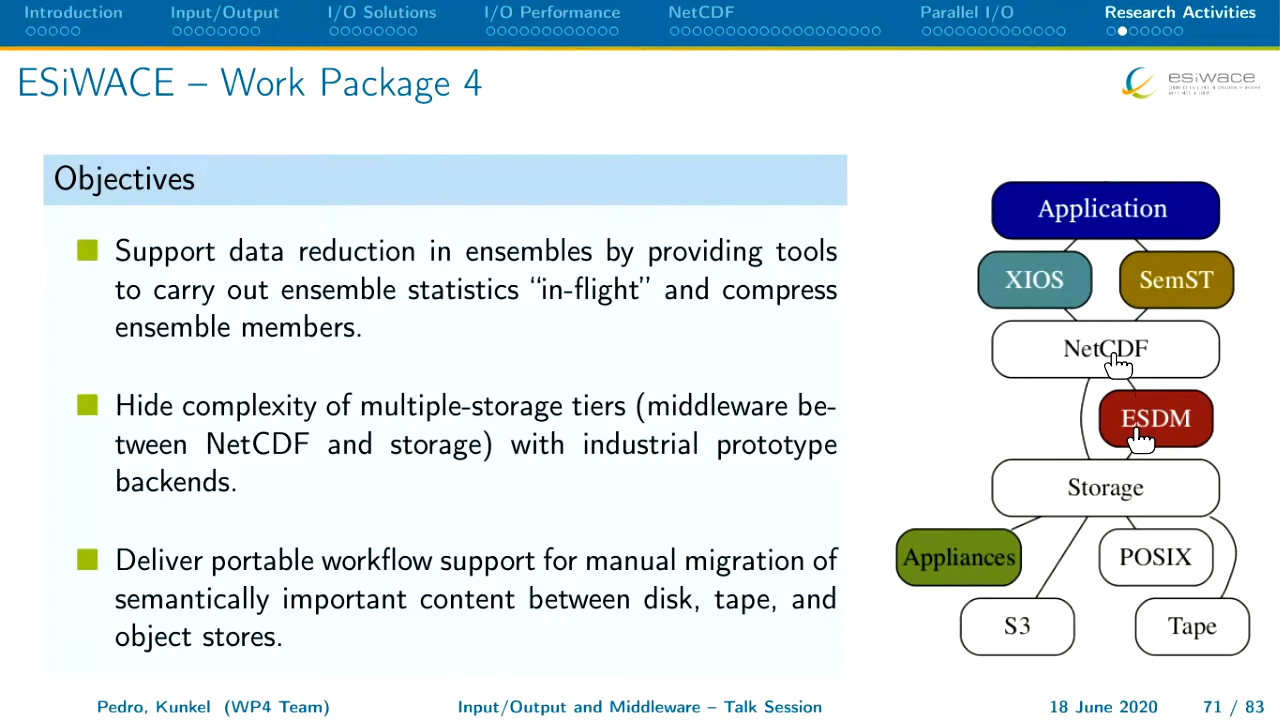 Introduction Input/Output I/O Solutions I/O Performance NetCDF Parallel I/O Research Activities
ESiWACE – Work Package 4
esiwace
Objectives
Support data reduction in ensembles by providing tools
to carry out ensemble statistics “in-flight” and compress
ensemble members.
Hide complexity of multiple-storage tiers (middleware be-
tween NetCDF and storage) with industrial prototype
backends.
Deliver portable workflow support for manual migration of
semantically important content between disk, tape, and
object stores.
Application
XIOS SemST
NetCDF
ESDM
Storage
Appliances POSIX
S3 Tape
Pedro, Kunkel (WP4 Team) Input/Output and Middleware – Talk Session 18 June 2020 71 / 83